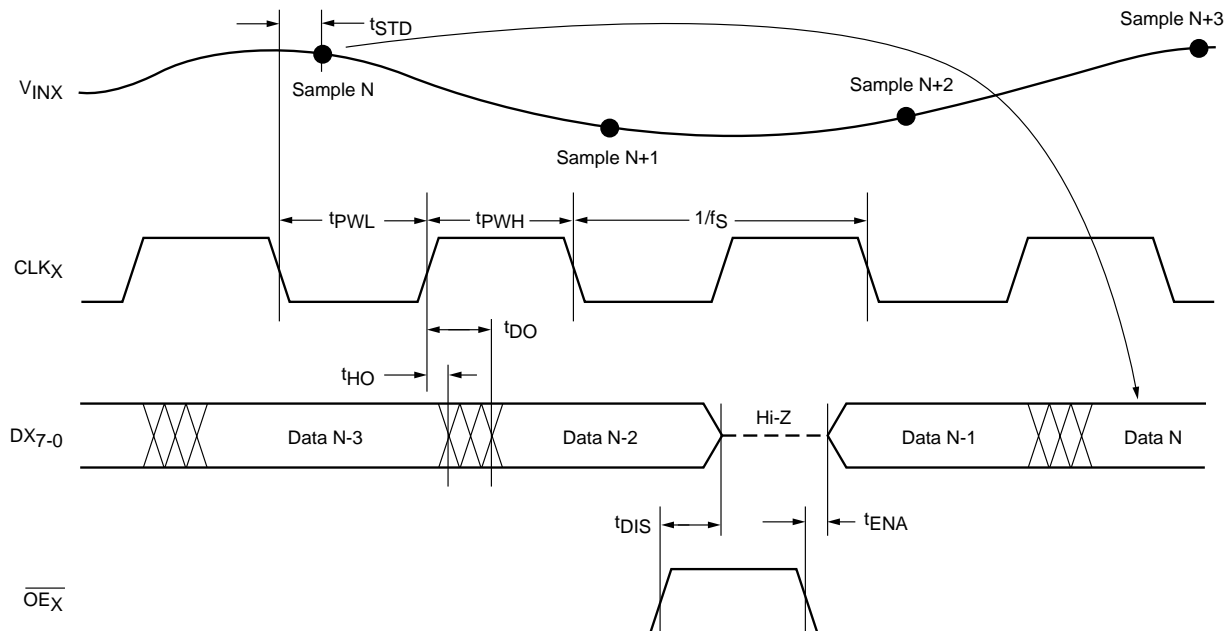 Sample N+3
tSTD
VINX
Sample N
Sample N+2
Sample N+1
tPWL
tPWH
1/fS
CLKX
tDO
tHO
DX7-0
Data N-3
Data N-2
Hi-Z
Data N-1
Data N
tDIS
tENA
OEX